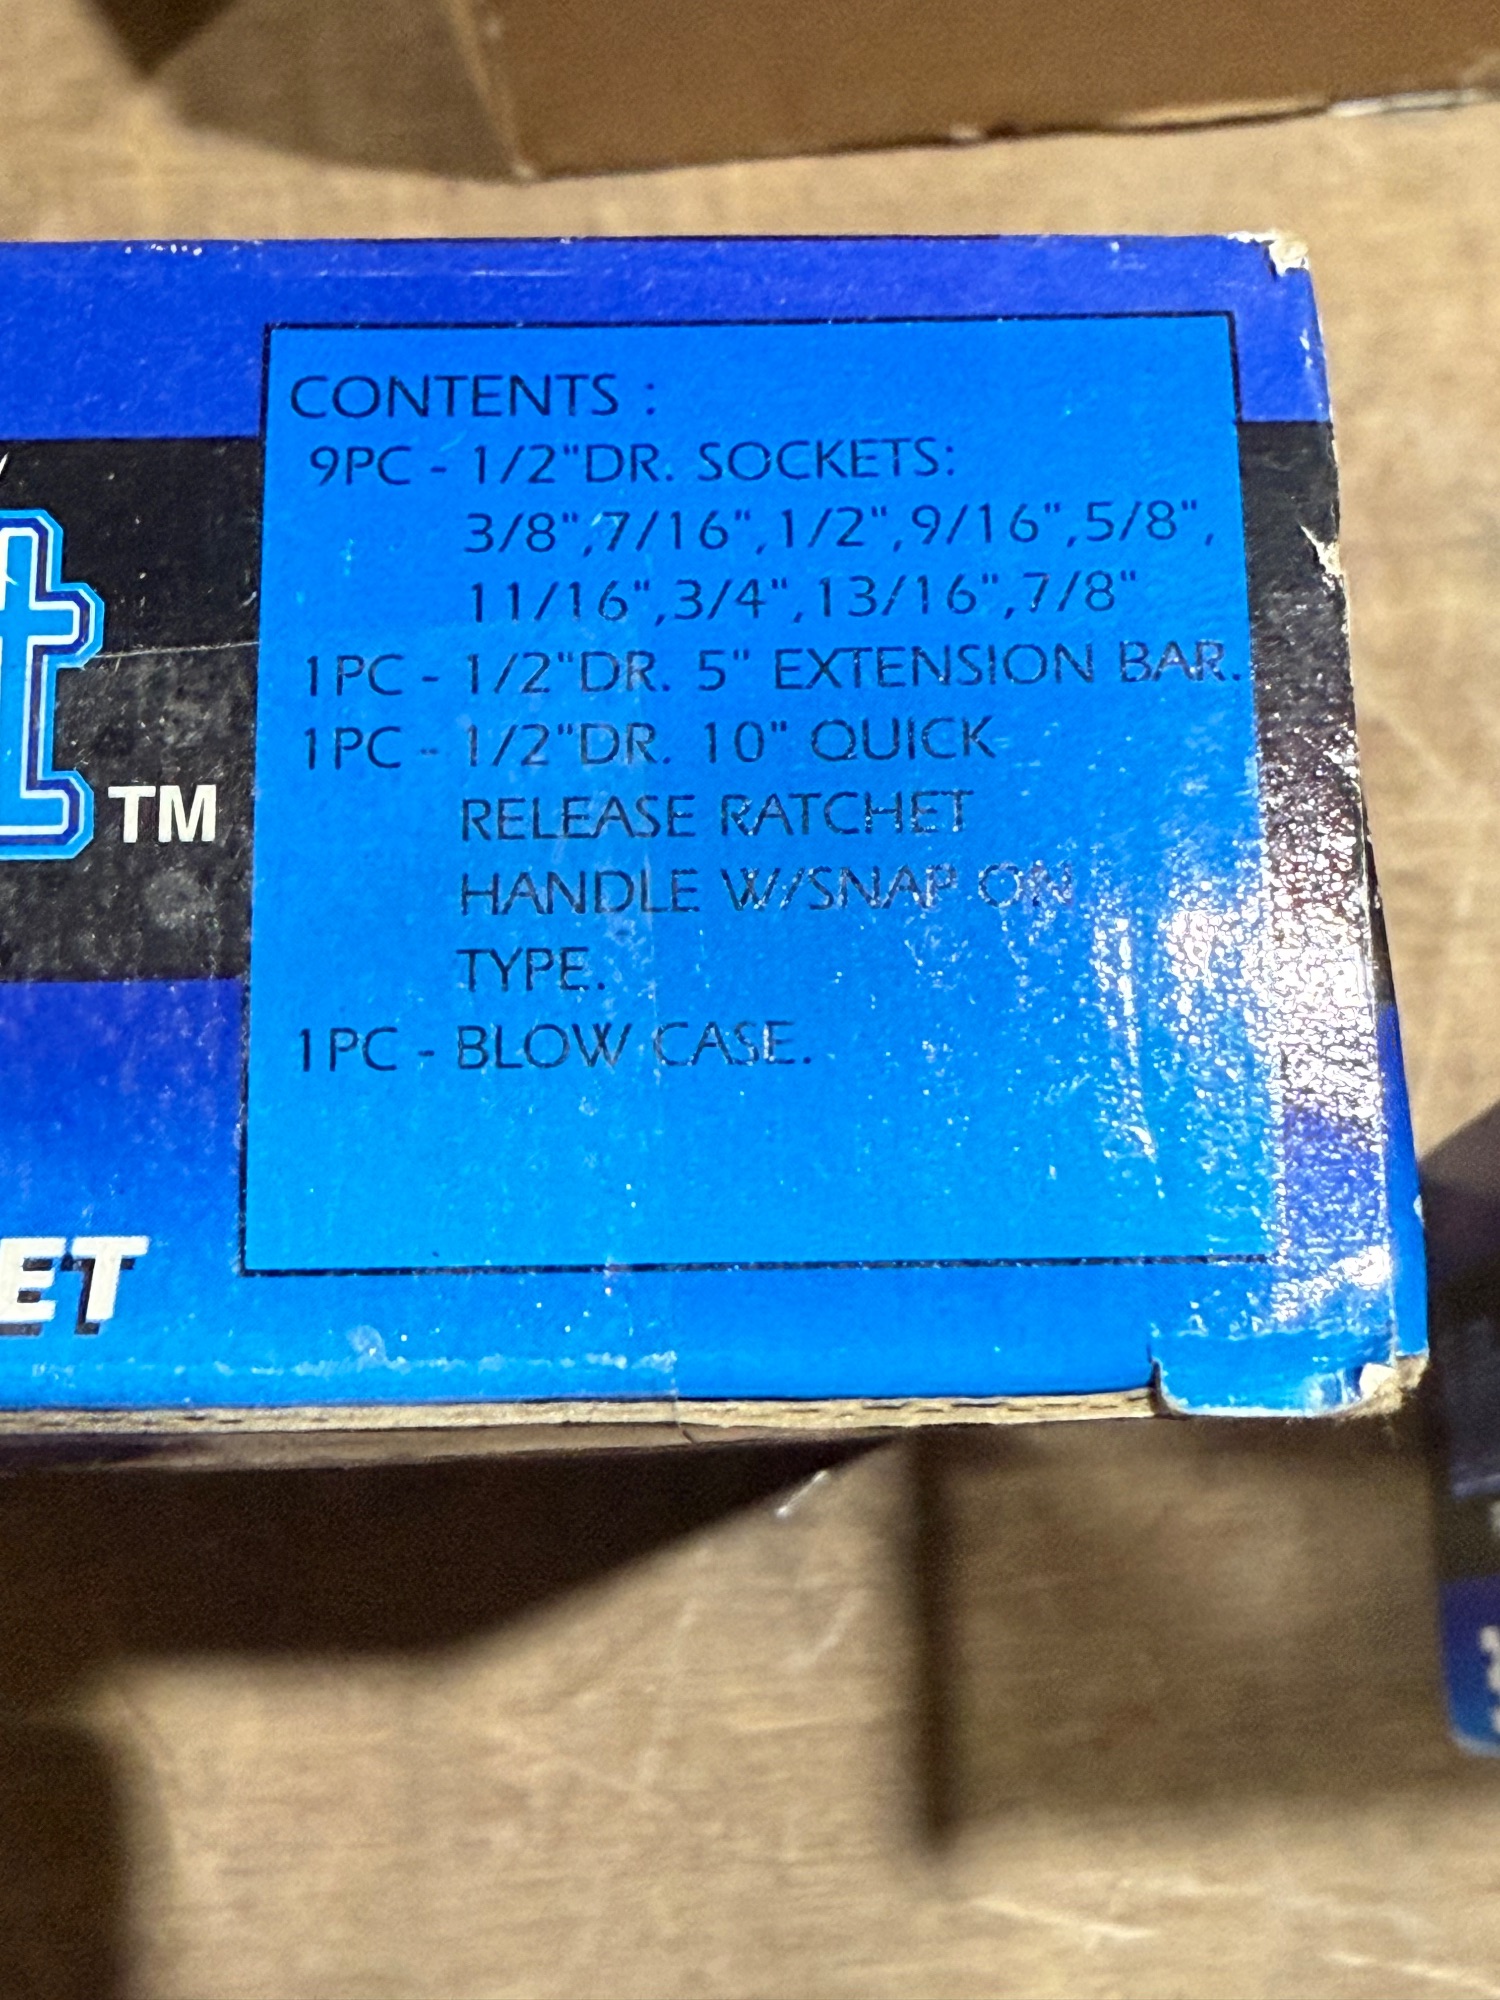 CONTENTS :
9PC - 1/2"DR. SOCKETS:
3/8",7/16",1/2",9/16",5/8",
11/16",3/4",13/16",7/8"
1PC - 1/2"DR. 5" EXTENSION BAR.
1PC - 1/2"DR. 10" QUICK
RELEASE RATCHET
HANDLE W/SNAP ON
TYPE.
1PC - BLOW CASE.
t TM
ET